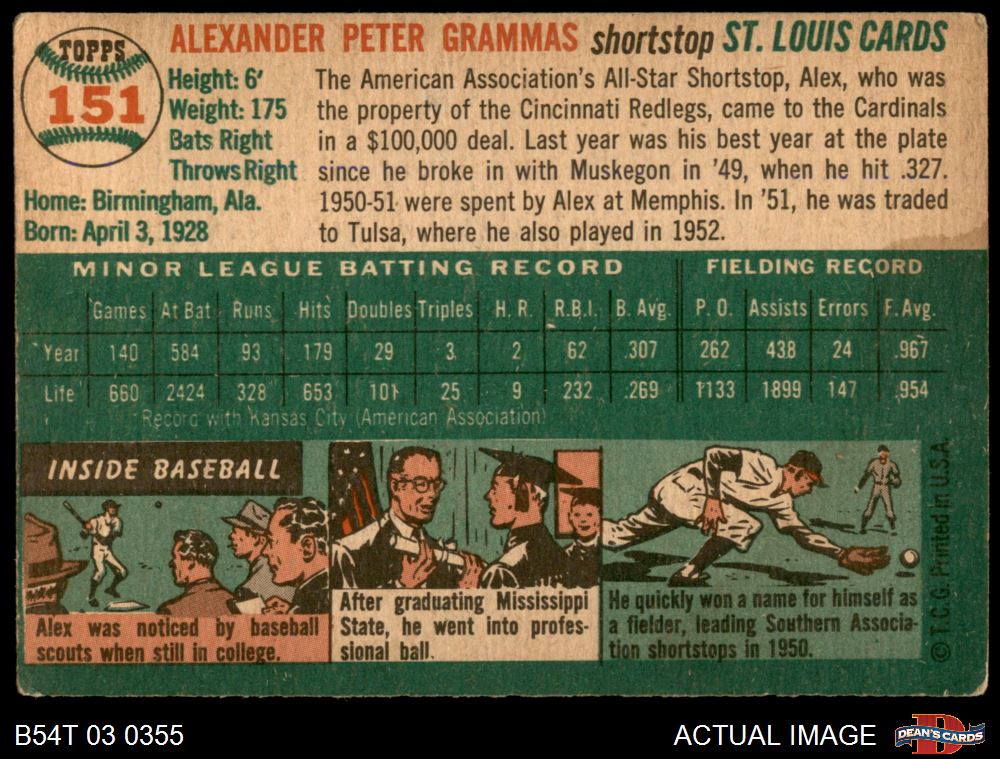 TOPPS
151
ALEXANDER PETER GRAMMAS shortstop ST. LOUIS CARDS
Height: 6'
Weight: 175
Bats Right
Throws Right
Home: Birmingham, Ala.
Born: April 3, 1928
The American Association's All-Star Shortstop, Alex, who was
the property of the Cincinnati Redlegs, came to the Cardinals
in a $100,000 deal. Last year was his best year at the plate
since he broke in with Muskegon in '49, when he hit .327.
1950-51 were spent by Alex at Memphis. In '51, he was traded
to Tulsa, where he also played in 1952.
MINOR LEAGUE BATTING RECORD FIELDING RECORD
Games At Bat Runs Hits Doubles Triples H. R. R.B.I. B. Avg. P. O. Assists Errors F. Avg.
Year 140 584 93 179 29 3 2 62 .307 262 438 24 .967
Life 660 2424 328 653 101 25 9 232 .269 1133 1899 147 .954
Record with Kansas City (American Association)
INSIDE BASEBALL
Alex was noticed by baseball
scouts when still in college.
After graduating Mississippi
State, he went into profes-
sional ball.
He quickly won a name for himself as
a fielder, leading Southern Associa-
tion shortstops in 1950.
© T.C.G. Printed in U.S.A.
B54T 03 0355
ACTUAL IMAGE
D
DEAN'S CARDS